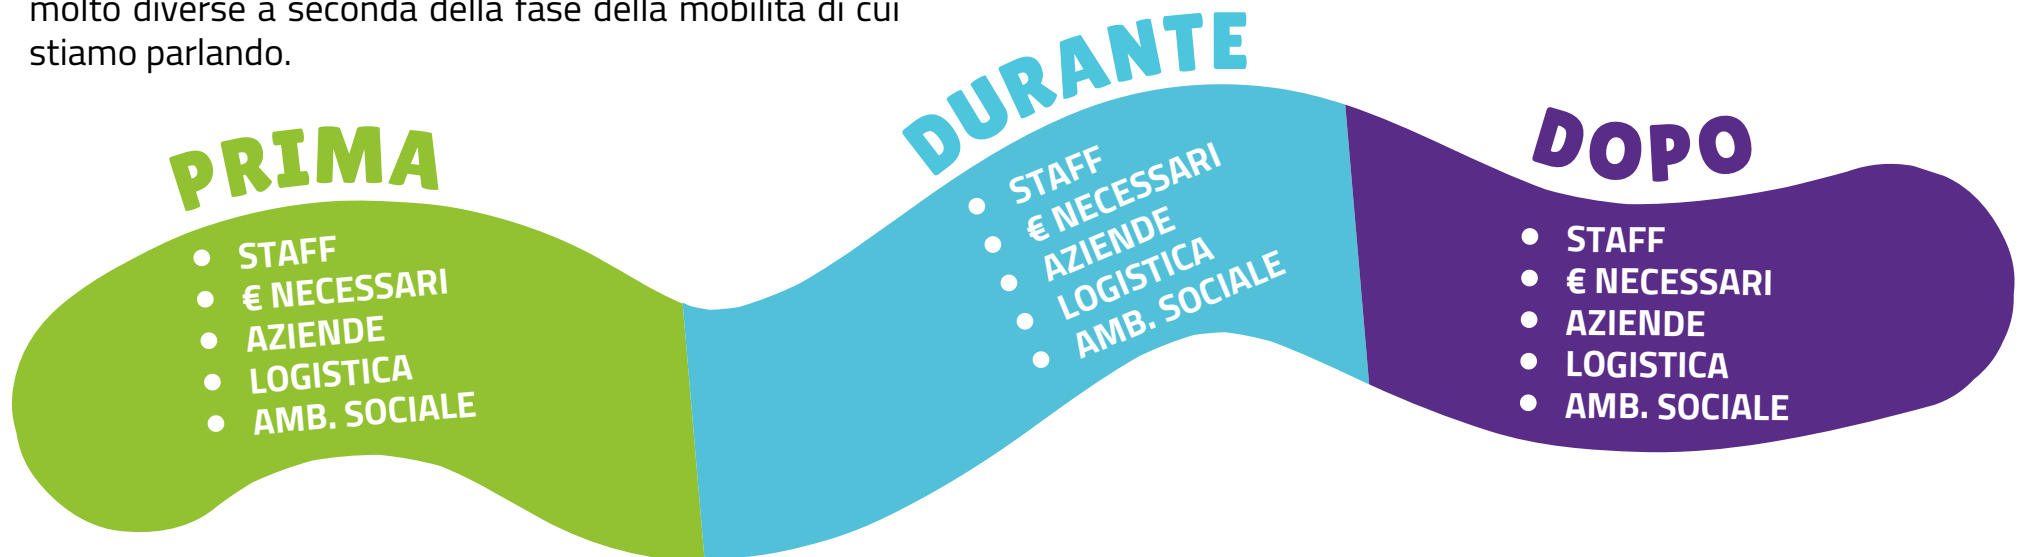 molto diverse a seconda della fase della mobilità di cui
stiamo parlando.
PRIMA
• STAFF
• € NECESSARI
• AZIENDE
• LOGISTICA
• AMB. SOCIALE
DURANTE
• STAFF
• € NECESSARI
• AZIENDE
• LOGISTICA
• AMB. SOCIALE
DOPO
• STAFF
• € NECESSARI
• AZIENDE
• LOGISTICA
• AMB. SOCIALE